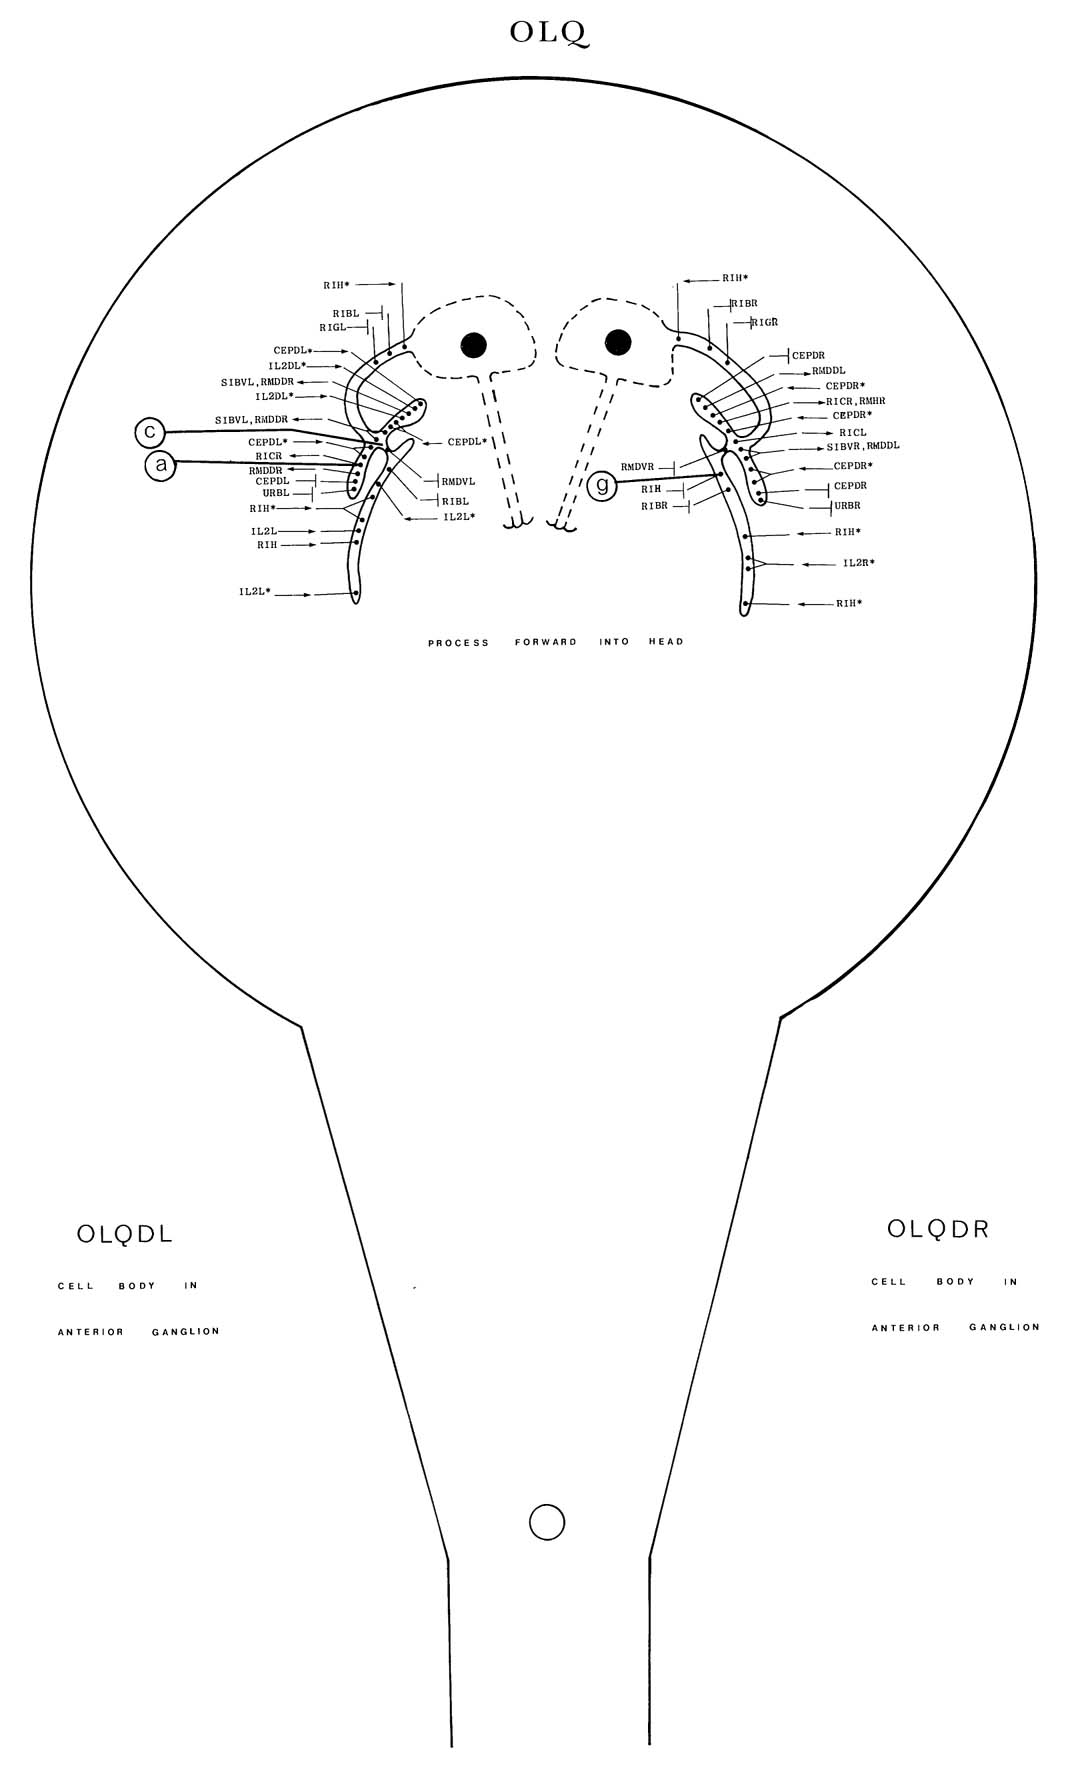 OLQ
RIH*
RIBL
RIGL
CEPDL*
IL2DL*
SIBVL,RMDDR
IL2DL*
SIBVL,RMDDR
c
CEPDL*
RICR
a
RMDDR
CEPDL
URBL
RIH*
IL2L
RIH
IL2L*
CEPDL*
RMDVL
RIBL
IL2L*
RIH*
RIBR
RIGR
CEPDR
RMDDL
CEPDR*
RICR,RMHR
CEPDR*
RICL
SIBVR,RMDDL
CEPDR*
CEPDR
URBR
RMDVR
g
RIH
RIBR
RIH*
IL2R*
RIH*
PROCESS FORWARD INTO HEAD
OLQDL
CELL BODY IN
ANTERIOR GANGLION
OLQDR
CELL BODY IN
ANTERIOR GANGLION